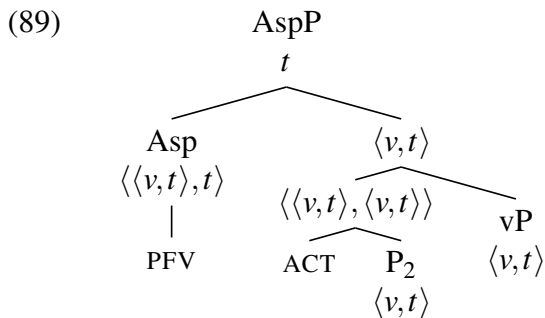 (89) AspP
t
Asp ⟨v,t⟩
⟨⟨v,t⟩,t⟩ ⟨⟨v,t⟩,⟨v,t⟩⟩ vP
PFV ACT P₂ ⟨v,t⟩
⟨v,t⟩